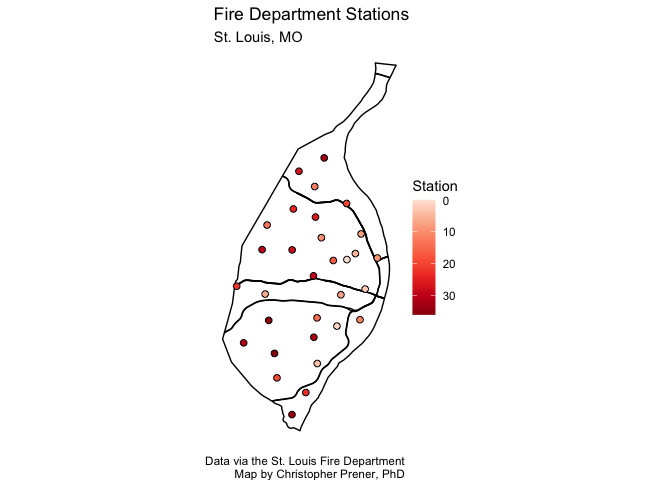 Fire Department Stations
St. Louis, MO
Station
0
10
20
30
Data via the St. Louis Fire Department
Map by Christopher Prener, PhD